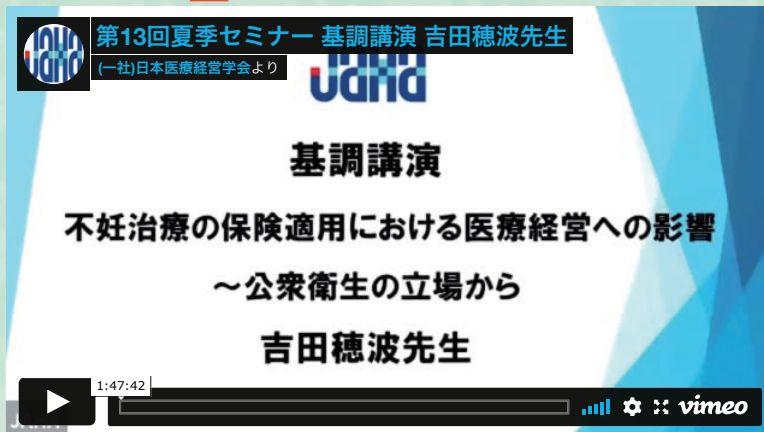 第13回夏季セミナー 基調講演 吉田穂波先生
(一社)日本医療経営学会より
JAHA
基調講演
不妊治療の保険適用における医療経営への影響
～公衆衛生の立場から
吉田穂波先生
1:47:42
vimeo